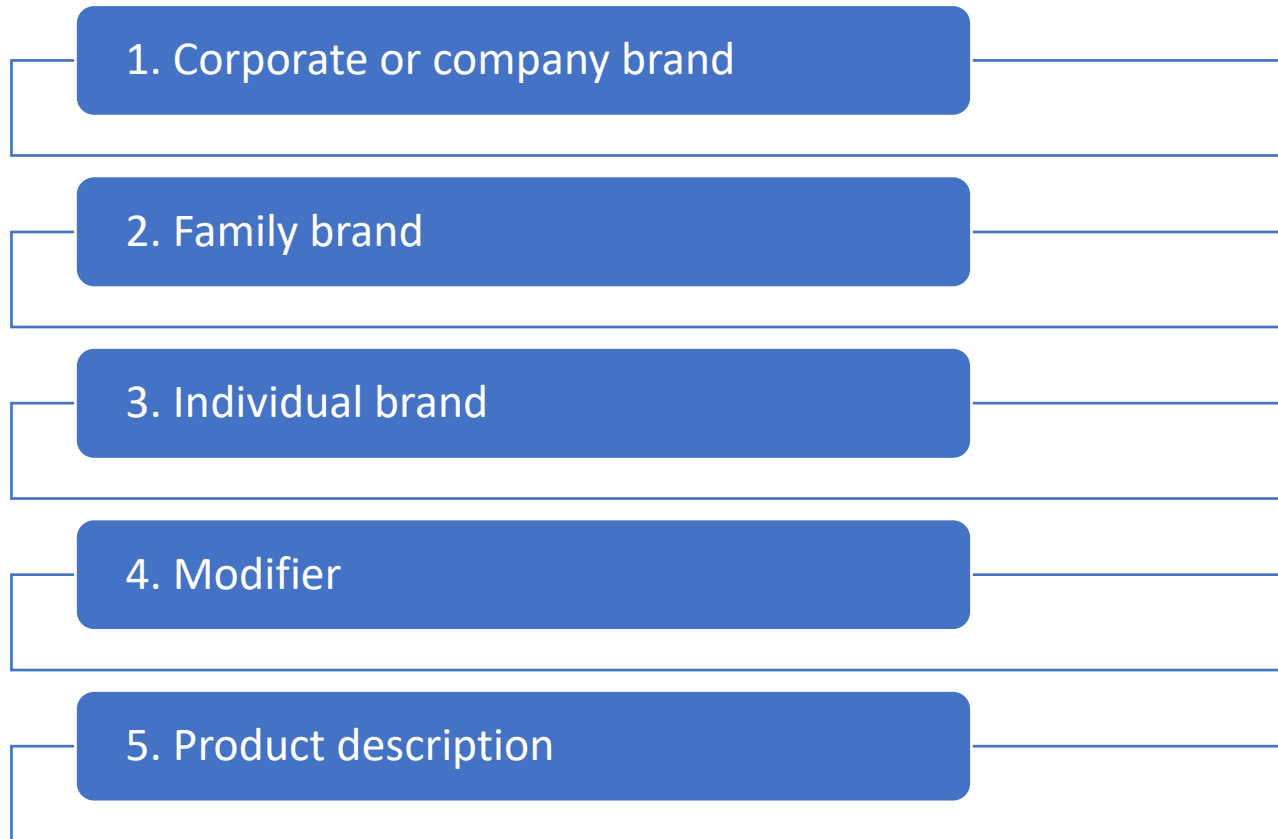 1. Corporate or company brand
2. Family brand
3. Individual brand
4. Modifier
5. Product description